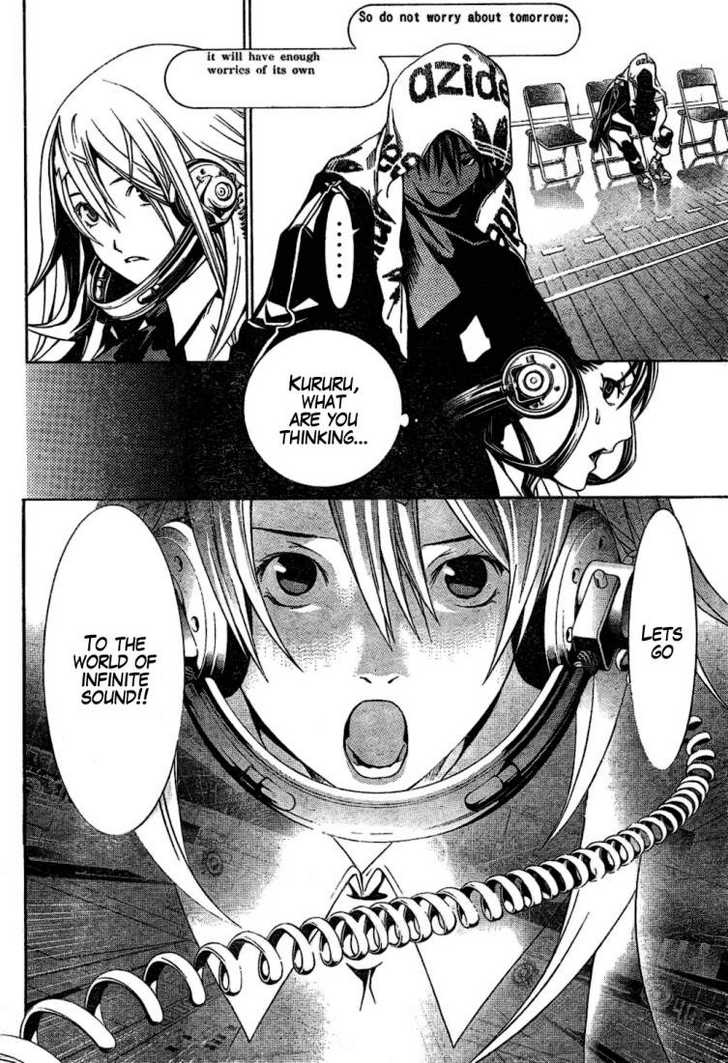 So do not worry about tomorrow;
it will have enough
worries of its own
azide
.....
KURURU,
WHAT
ARE YOU
THINKING...
LETS
GO
TO THE
WORLD OF
INFINITE
SOUND!!